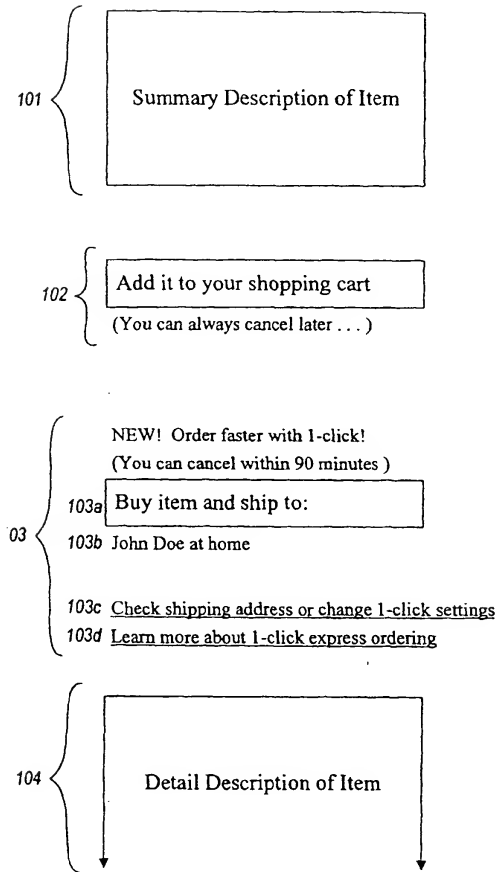 101
Summary Description of Item
102
Add it to your shopping cart
(You can always cancel later . . . )
NEW! Order faster with 1-click!
(You can cancel within 90 minutes )
103a Buy item and ship to:
03
103b John Doe at home
103c Check shipping address or change 1-click settings
103d Learn more about 1-click express ordering
104
Detail Description of Item